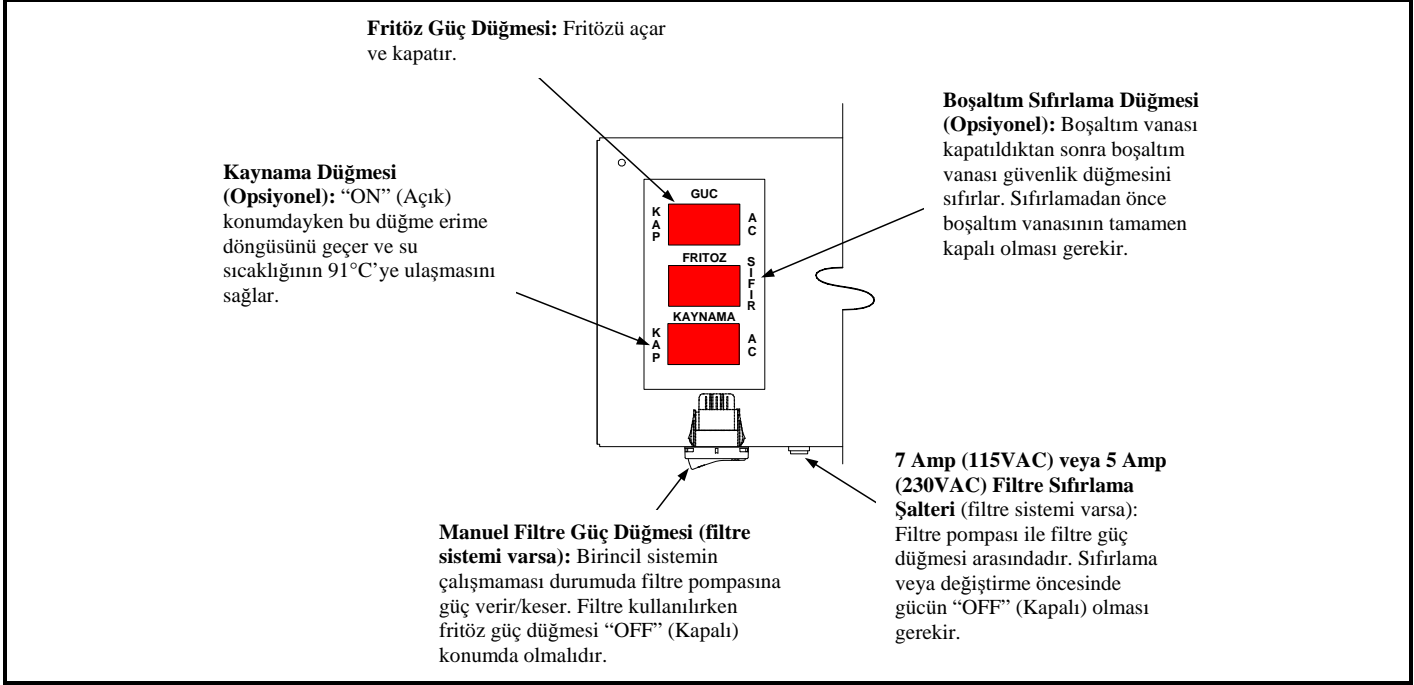 Fritöz Güç Düğmesi: Fritözü açar
ve kapatır.
Boşaltım Sıfırlama Düğmesi
(Opsiyonel): Boşaltım vanası
kapatıldıktan sonra boşaltım
vanası güvenlik düğmesini
sıfırlar. Sıfırlamadan önce
boşaltım vanasının tamamen
kapalı olması gerekir.
Kaynama Düğmesi
(Opsiyonel): “ON” (Açık)
konumdayken bu düğme erime
döngüsünü geçer ve su
sıcaklığının 91°C’ye ulaşmasını
sağlar.
GUC
KAP
AC
FRITOZ
SIFIR
KAYNAMA
KAP
AC
7 Amp (115VAC) veya 5 Amp
(230VAC) Filtre Sıfırlama
Şalteri (filtre sistemi varsa):
Filtre pompası ile filtre güç
düğmesi arasındadır. Sıfırlama
veya değiştirme öncesinde
gücün “OFF” (Kapalı) olması
gerekir.
Manuel Filtre Güç Düğmesi (filtre
sistemi varsa): Birincil sistemin
çalışmaması durumuda filtre pompasına
güç verir/keser. Filtre kullanılırken
fritöz güç düğmesi “OFF” (Kapalı)
konumda olmalıdır.